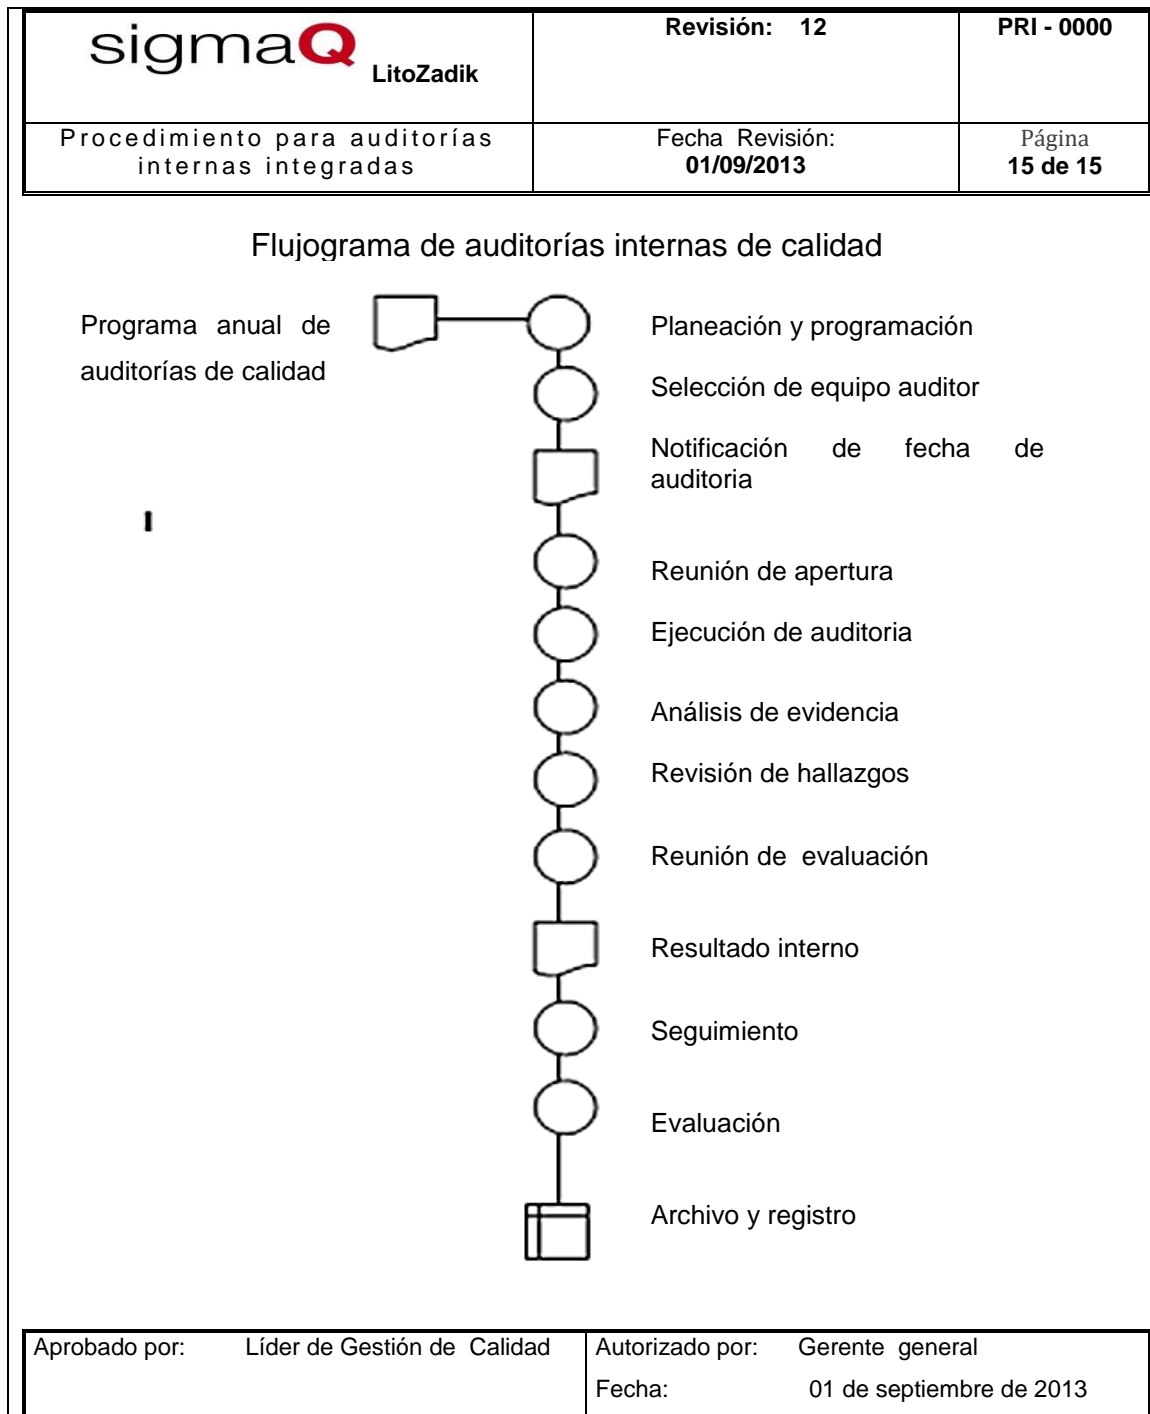 sigmaQ LitoZadik
Revisión: 12
PRI - 0000
Procedimiento para auditorías
internas integradas
Fecha Revisión:
01/09/2013
Página
15 de 15
Flujograma de auditorías internas de calidad
Programa anual de
auditorías de calidad
Planeación y programación
Selección de equipo auditor
Notificación de fecha de
auditoria
Reunión de apertura
Ejecución de auditoria
Análisis de evidencia
Revisión de hallazgos
Reunión de evaluación
Resultado interno
Seguimiento
Evaluación
Archivo y registro
Aprobado por: Líder de Gestión de Calidad
Autorizado por: Gerente general
Fecha: 01 de septiembre de 2013